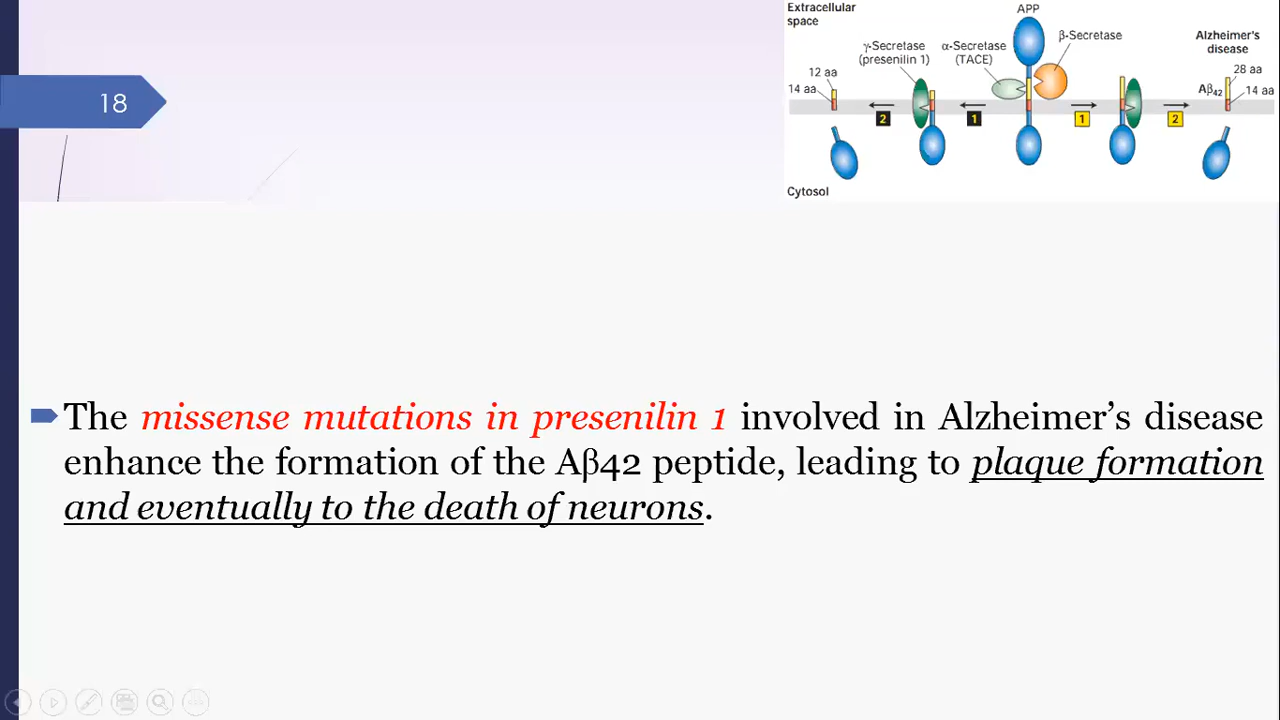 18
Extracellular
space
APP
γ-Secretase
(presenilin 1)
α-Secretase
(TACE)
β-Secretase
Alzheimer's
disease
12 aa
14 aa
28 aa
Aβ42
14 aa
2
1
1
2
Cytosol
The missense mutations in presenilin 1 involved in Alzheimer’s disease
enhance the formation of the Aβ42 peptide, leading to plaque formation
and eventually to the death of neurons.